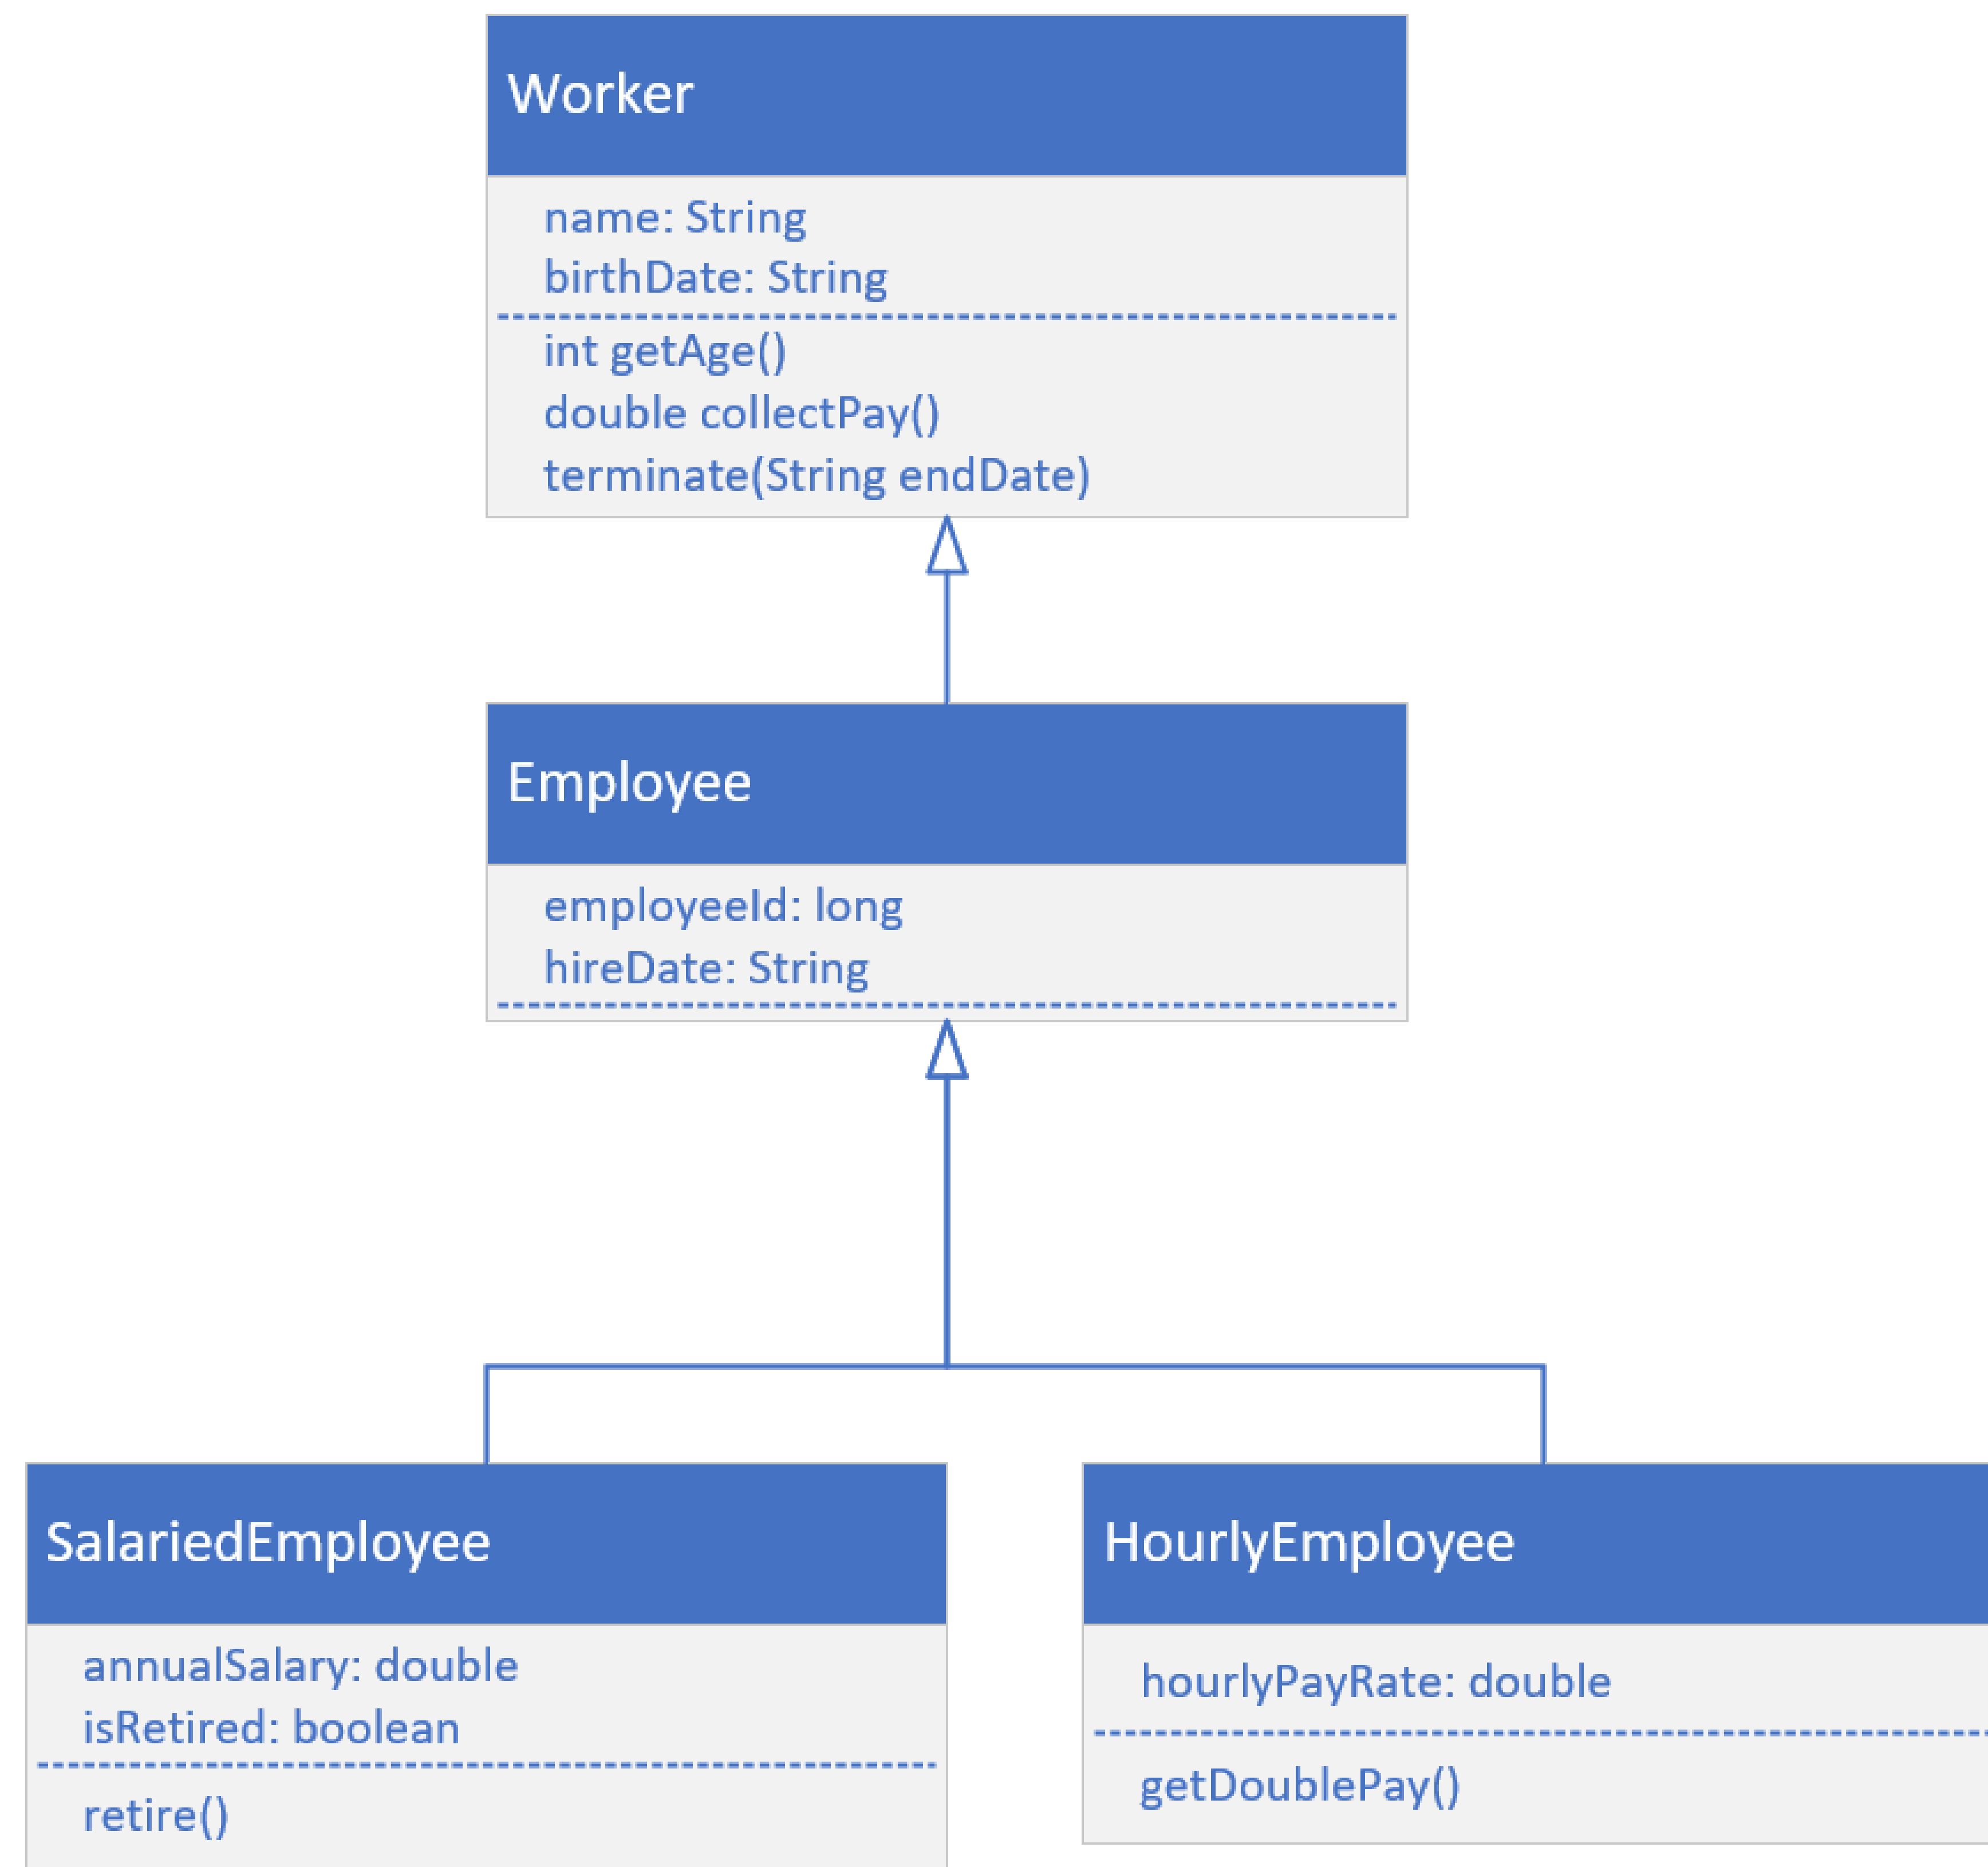 Worker
name: String
birthDate: String
int getAge()
double collectPay()
terminate(String endDate)
Employee
employeeId: long
hireDate: String
SalariedEmployee
annualSalary: double
isRetired: boolean
retire()
HourlyEmployee
hourlyPayRate: double
getDoublePay()